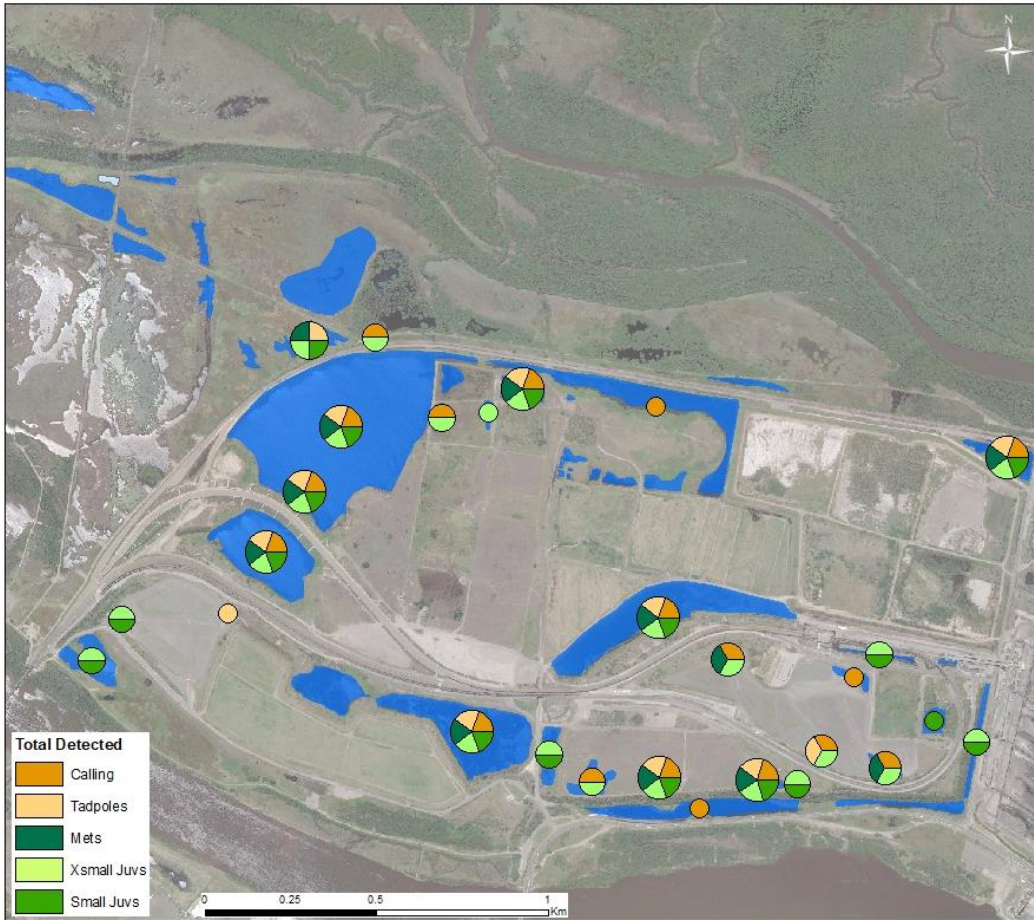 N
Total Detected
Calling
Tadpoles
Mets
Xsmall Juvs
Small Juvs
0 0.25 0.5 1
Km